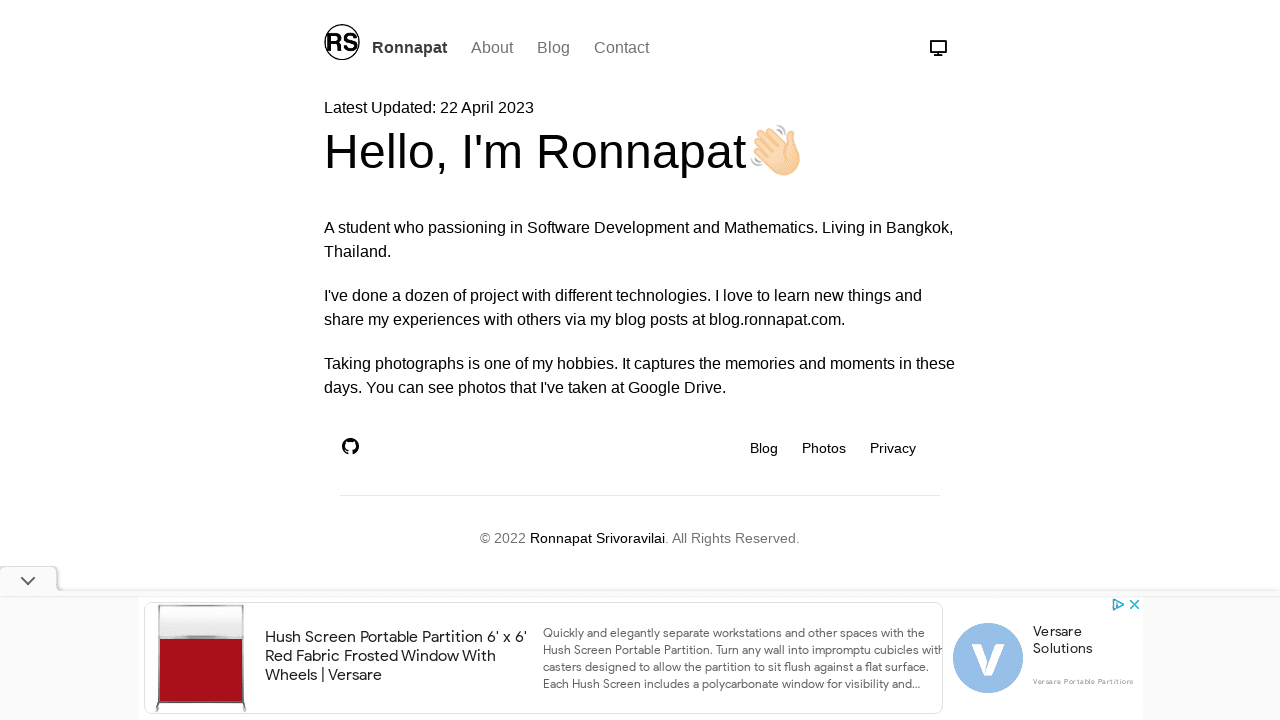 RS Ronnapat About Blog Contact
Latest Updated: 22 April 2023
Hello, I'm Ronnapat👋🏻
A student who passioning in Software Development and Mathematics. Living in Bangkok,
Thailand.
I've done a dozen of project with different technologies. I love to learn new things and
share my experiences with others via my blog posts at blog.ronnapat.com.
Taking photographs is one of my hobbies. It captures the memories and moments in these
days. You can see photos that I've taken at Google Drive.
Blog Photos Privacy
© 2022 Ronnapat Srivoravilai. All Rights Reserved.
Hush Screen Portable Partition 6' x 6'
Red Fabric Frosted Window With
Wheels | Versare
Quickly and elegantly separate workstations and other spaces with the
Hush Screen Portable Partition. Turn any wall into impromptu cubicles with
casters designed to allow the partition to sit flush against a flat surface.
Each Hush Screen includes a polycarbonate window for visibility and...
V
Versare
Solutions
Versare Portable Partitions